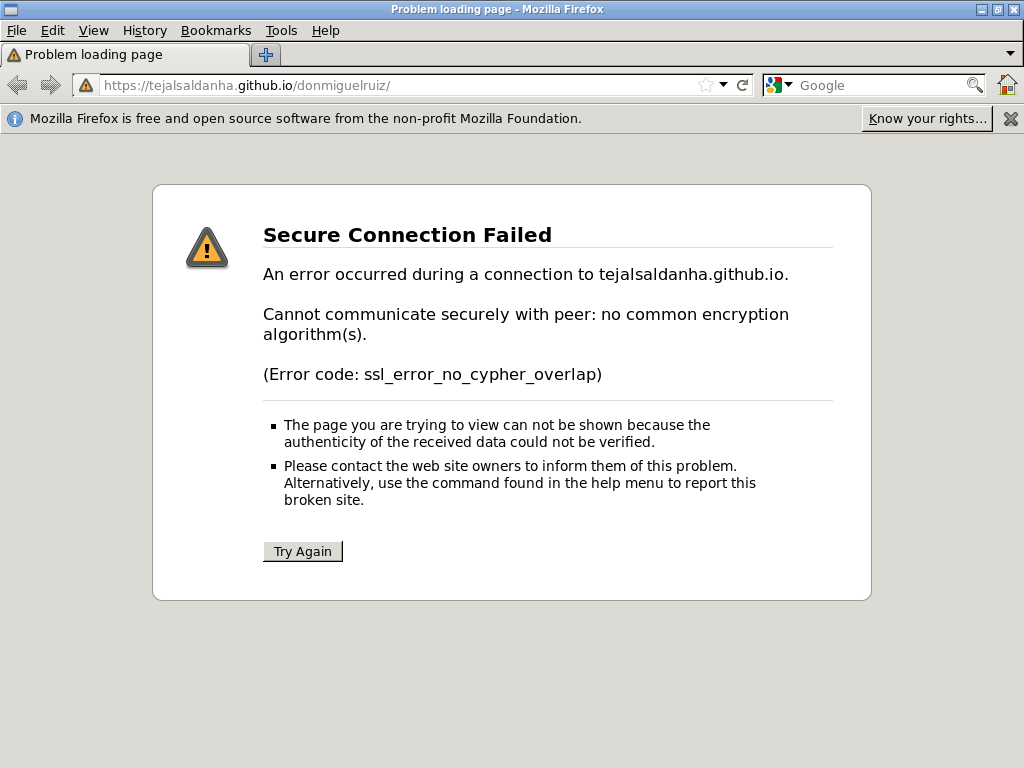 Problem loading page - Mozilla Firefox
File Edit View History Bookmarks Tools Help
Problem loading page
https://tejalsaldanha.github.io/donmiguelruiz/
Google
Mozilla Firefox is free and open source software from the non-profit Mozilla Foundation.
Know your rights...
Secure Connection Failed
An error occurred during a connection to tejalsaldanha.github.io.
Cannot communicate securely with peer: no common encryption
algorithm(s).
(Error code: ssl_error_no_cypher_overlap)
The page you are trying to view can not be shown because the
authenticity of the received data could not be verified.
Please contact the web site owners to inform them of this problem.
Alternatively, use the command found in the help menu to report this
broken site.
Try Again